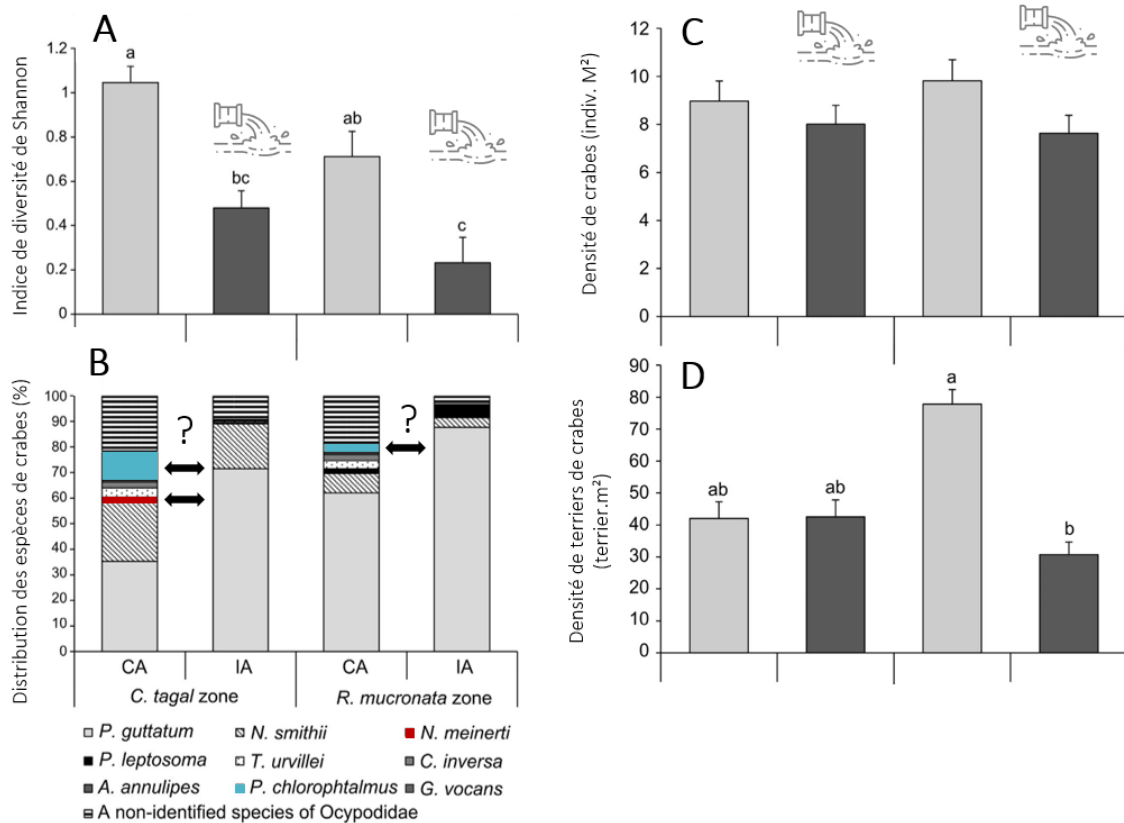 A
Indice de diversité de Shannon
1.2
1
0.8
0.6
0.4
0.2
0
a
bc
ab
c
B
Distribution des espèces de crabes (%)
100
90
80
70
60
50
40
30
20
10
0
?
?
CA IA CA IA
C. tagal zone R. mucronata zone
P. guttatum N. smithii N. meinerti
P. leptosoma T. urvillei C. inversa
A. annulipes P. chlorophtalmus G. vocans
A non-identified species of Ocypodidae
C
Densité de crabes (indiv. M²)
12
10
8
6
4
2
0
D
Densité de terriers de crabes
(terrier.m²)
90
80
70
60
50
40
30
20
10
0
ab
ab
a
b